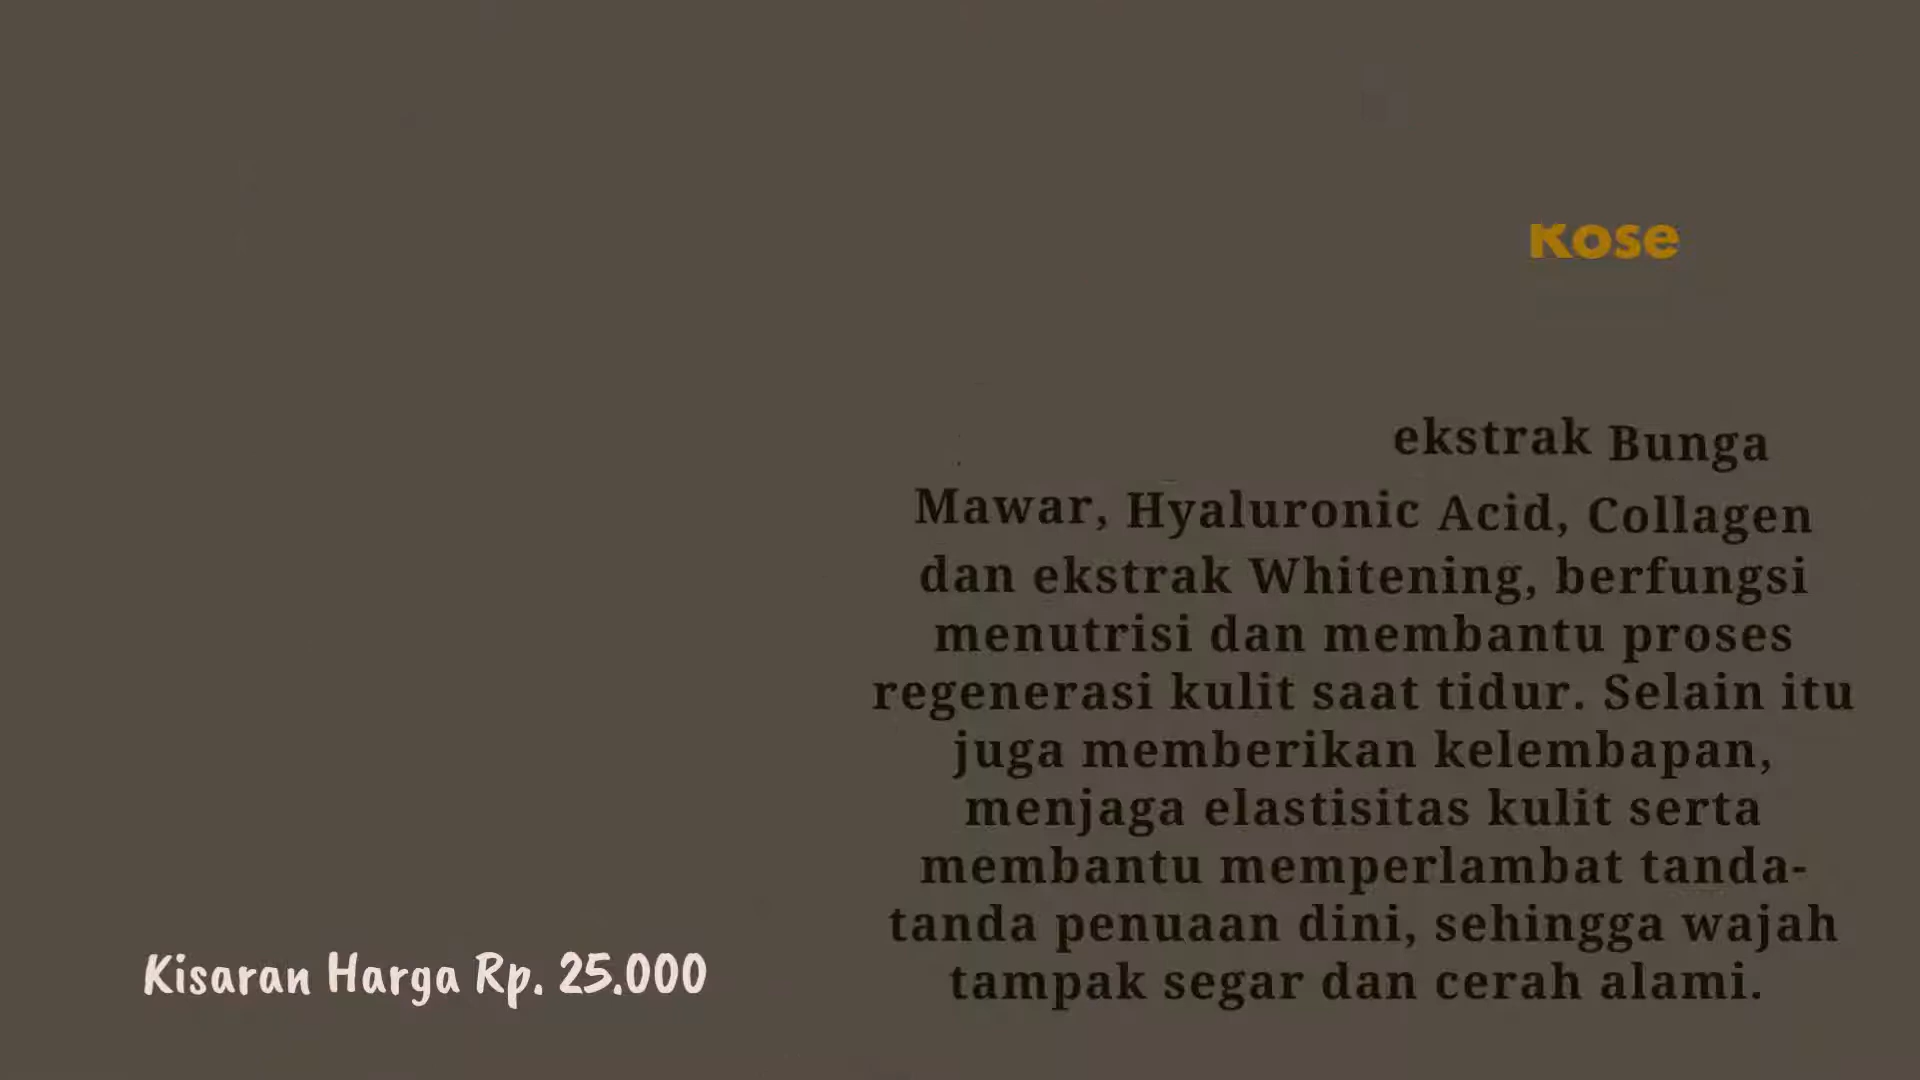 Rose
ekstrak Bunga
Mawar, Hyaluronic Acid, Collagen
dan ekstrak Whitening, berfungsi
menutrisi dan membantu proses
regenerasi kulit saat tidur. Selain itu
juga memberikan kelembapan,
menjaga elastisitas kulit serta
membantu memperlambat tanda-
tanda penuaan dini, sehingga wajah
tampak segar dan cerah alami.
Kisaran Harga Rp. 25.000